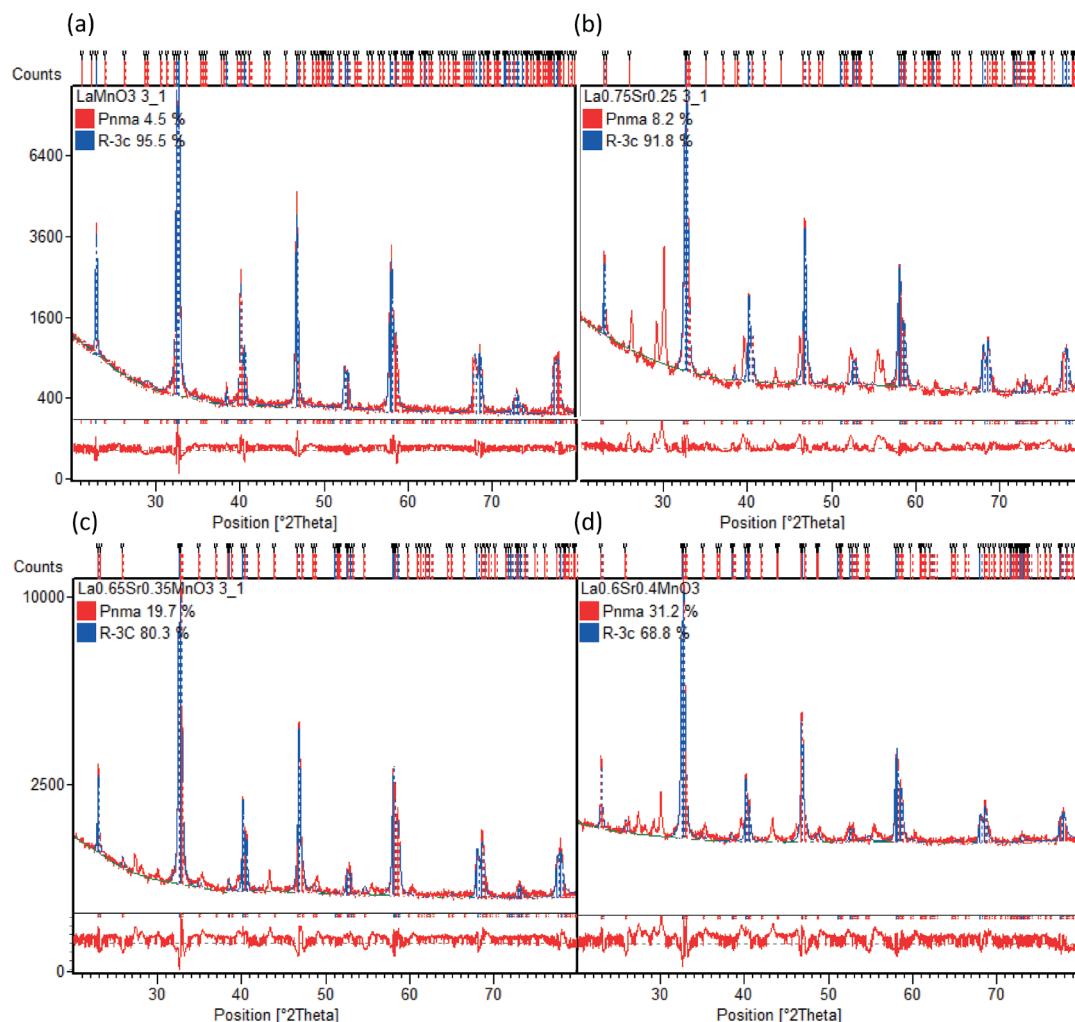 (a)
Counts
LaMnO3 3_1
Pnma 4.5 %
R-3c 95.5 %
6400
3600
1600
400
0
30 40 50 60 70
Position [°2Theta]
(b)
La0.75Sr0.25 3_1
Pnma 8.2 %
R-3c 91.8 %
30 40 50 60 70
Position [°2Theta]
(c)
Counts
La0.65Sr0.35MnO3 3_1
Pnma 19.7 %
R-3C 80.3 %
10000
2500
0
30 40 50 60 70
Position [°2Theta]
(d)
La0.6Sr0.4MnO3
Pnma 31.2 %
R-3c 68.8 %
30 40 50 60 70
Position [°2Theta]